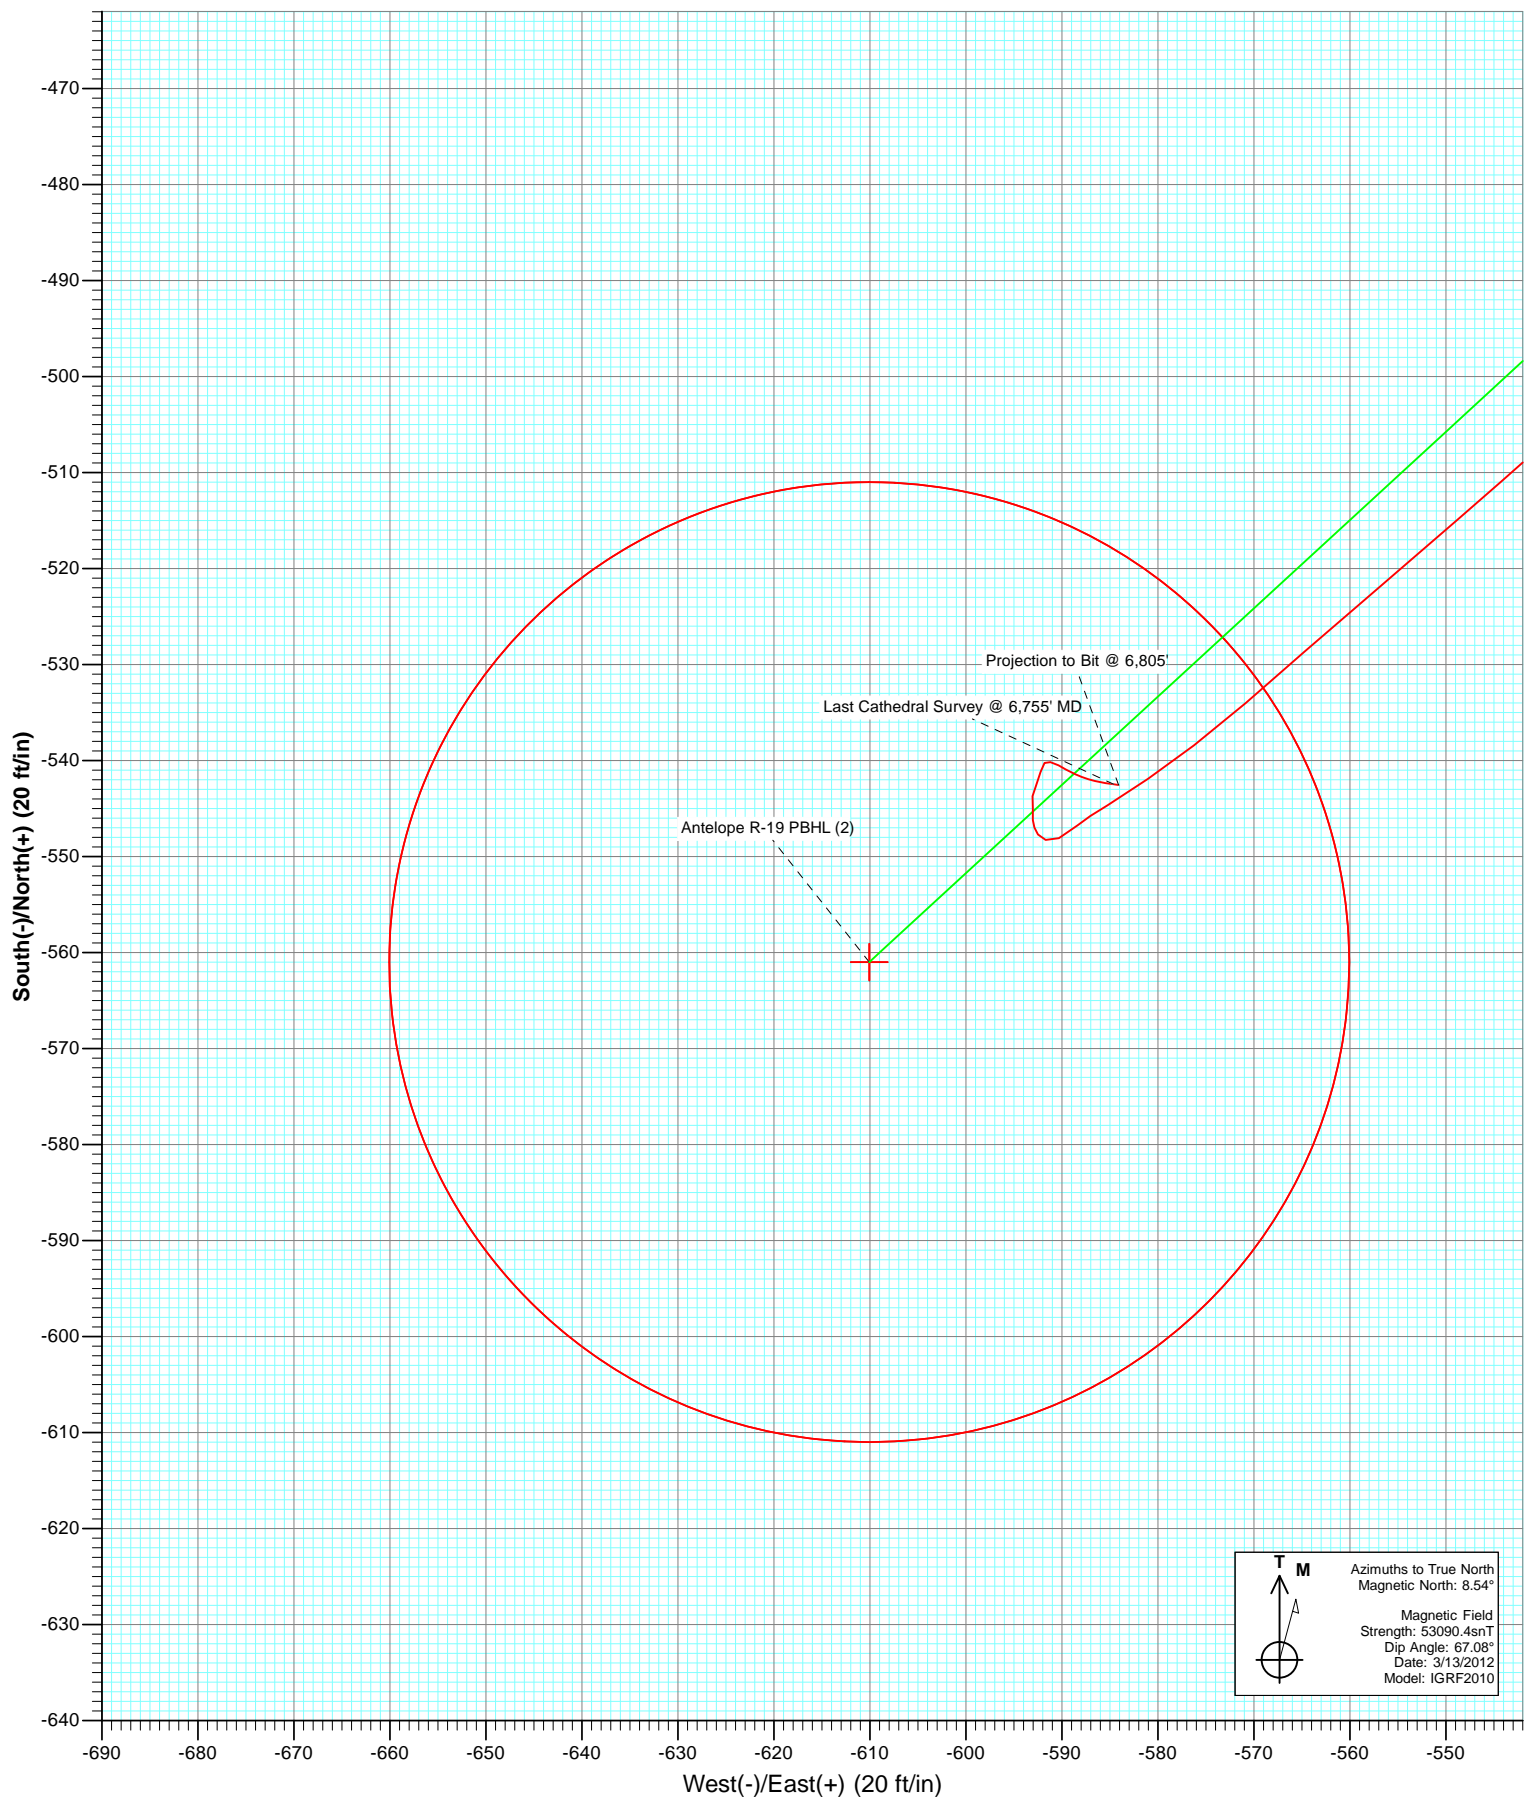 -470
-480
-490
-500
-510
-520
-530
-540
-550
-560
-570
-580
-590
-600
-610
-620
-630
-640
South(-)/North(+) (20 ft/in)
Projection to Bit @ 6,805'
Last Cathedral Survey @ 6,755' MD
Antelope R-19 PBHL (2)
T M
Azimuths to True North
Magnetic North: 8.54°
Magnetic Field
Strength: 53090.4snT
Dip Angle: 67.08°
Date: 3/13/2012
Model: IGRF2010
-690 -680 -670 -660 -650 -640 -630 -620 -610 -600 -590 -580 -570 -560 -550
West(-)/East(+) (20 ft/in)